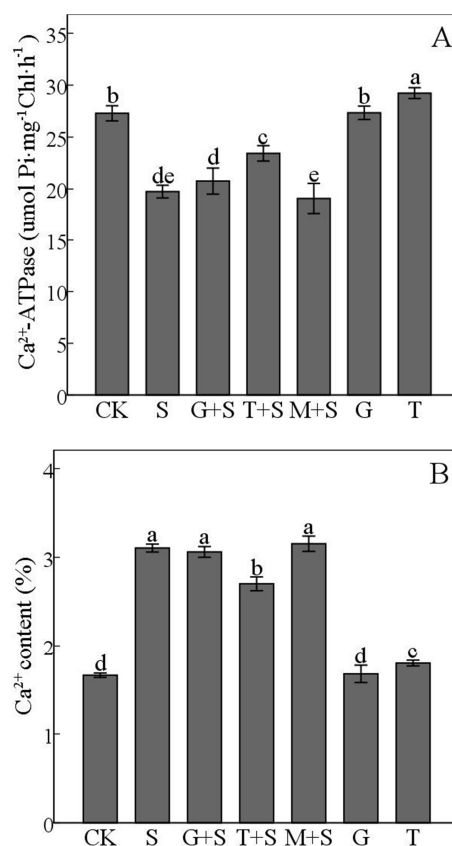 A
Ca²⁺-ATPase (umol Pi·mg⁻¹Chl·h⁻¹)
35
30
25
20
15
10
5
0
b
de
d
c
e
b
a
CK S G+S T+S M+S G T
B
Ca²⁺ content (%)
4
3
2
1
0
d
a
a
b
a
d
c
CK S G+S T+S M+S G T